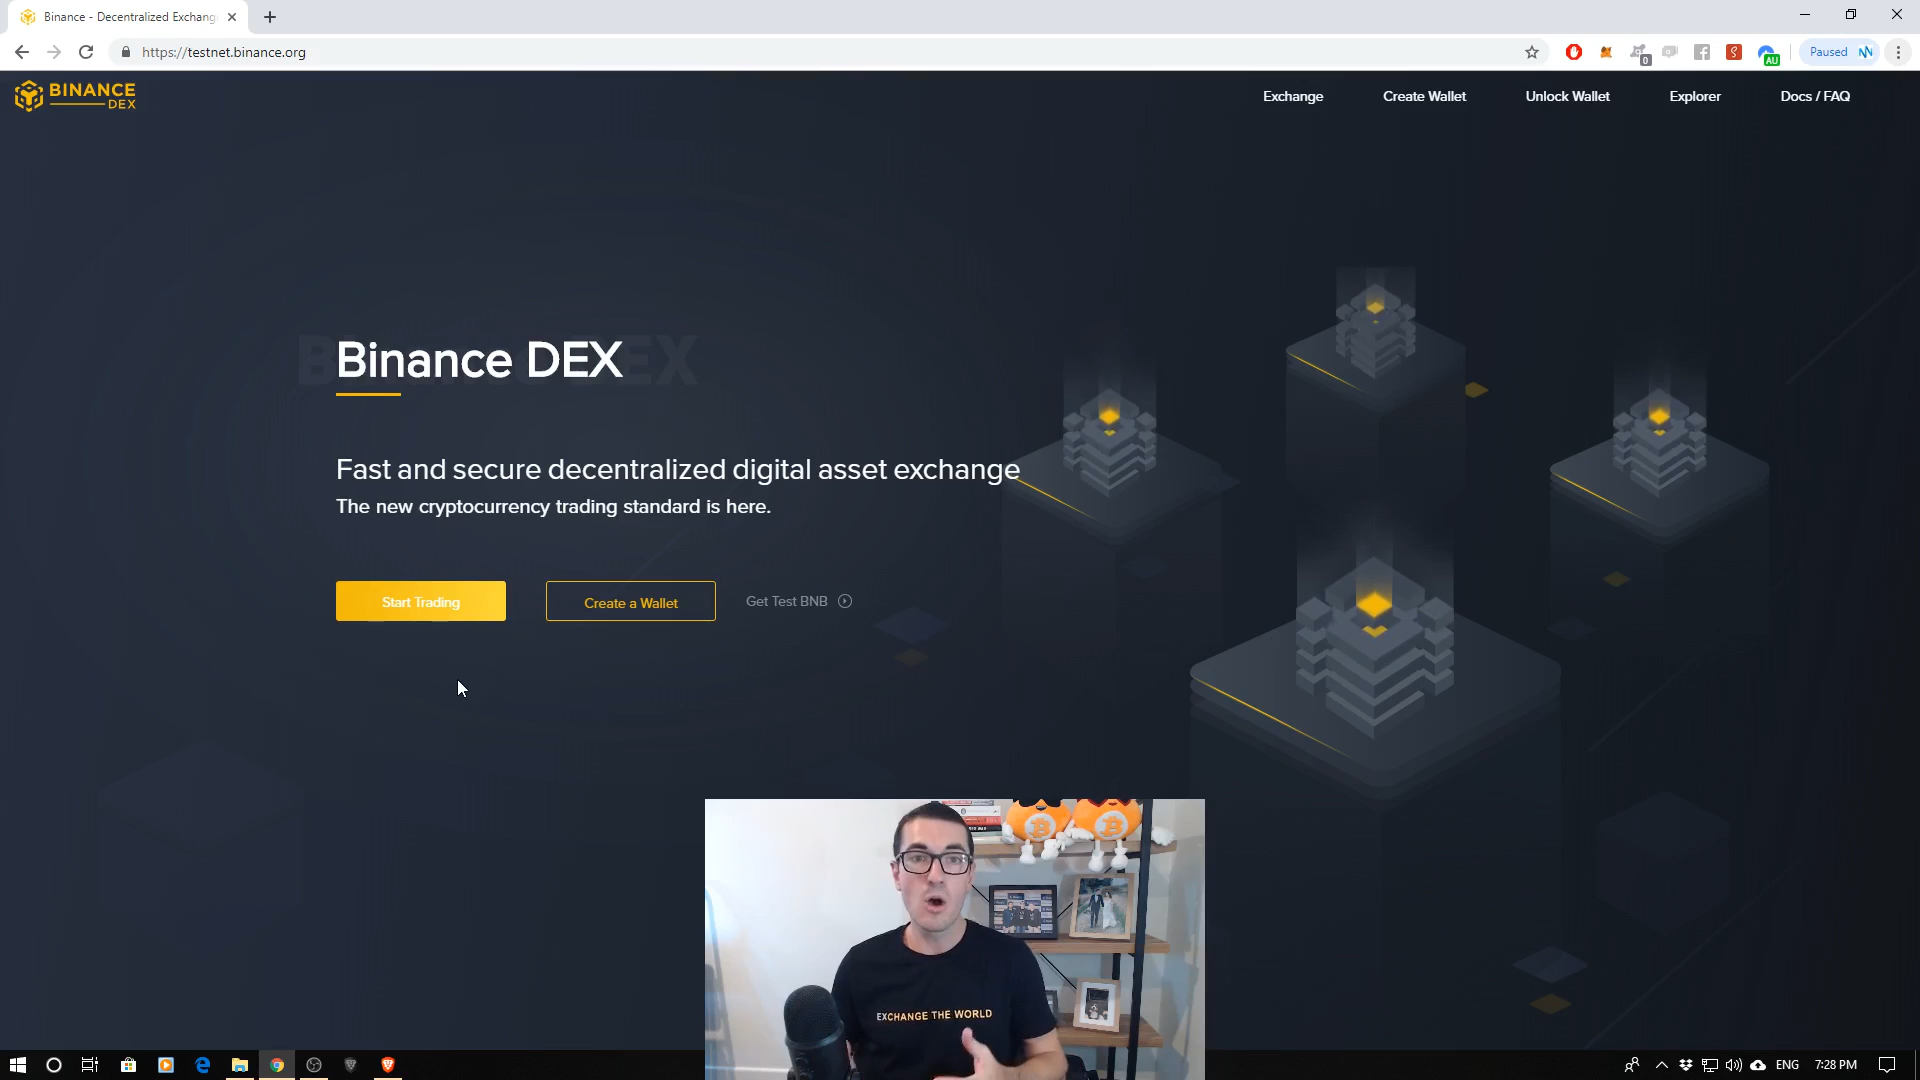 Binance - Decentralized Exchang
https://testnet.binance.org
0
AU
Paused
BINANCE
DEX
Exchange
Create Wallet
Unlock Wallet
Explorer
Docs / FAQ
Binance DEX
Fast and secure decentralized digital asset exchange
The new cryptocurrency trading standard is here.
Start Trading
Create a Wallet
Get Test BNB
EXCHANGE THE WORLD
ENG
7:28 PM